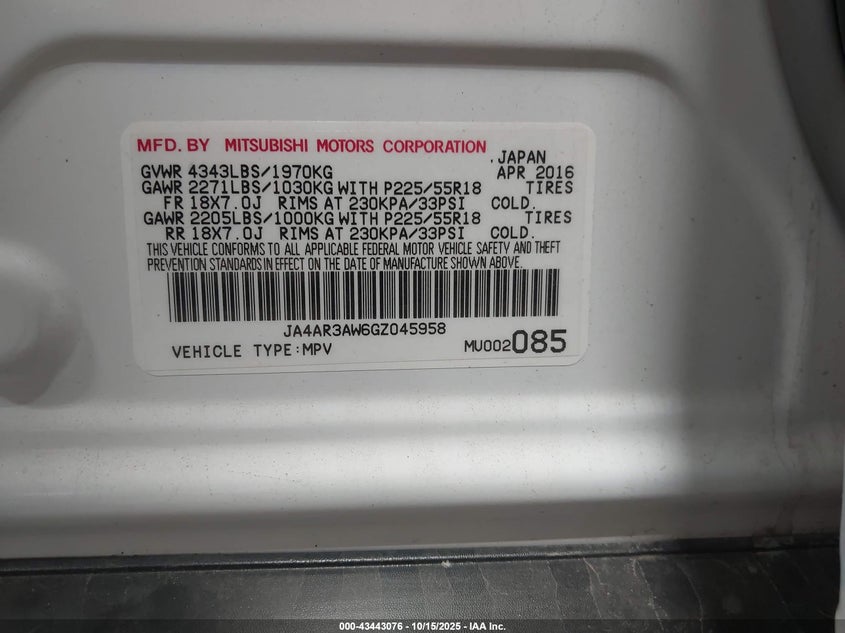 MFD. BY MITSUBISHI MOTORS CORPORATION
.JAPAN
GVWR 4343LBS/1970KG APR 2016
GAWR 2271LBS/1030KG WITH P225/55R18 TIRES
FR 18X7.0J RIMS AT 230KPA/33PSI COLD.
GAWR 2205LBS/1000KG WITH P225/55R18 TIRES
RR 18X7.0J RIMS AT 230KPA/33PSI COLD.
THIS VEHICLE CONFORMS TO ALL APPLICABLE FEDERAL MOTOR VEHICLE SAFETY AND THEFT
PREVENTION STANDARDS IN EFFECT ON THE DATE OF MANUFACTURE SHOWN ABOVE.
JA4AR3AW6GZ045958
VEHICLE TYPE:MPV MU002085
000-43443076 - 10/15/2025 - IAA Inc.